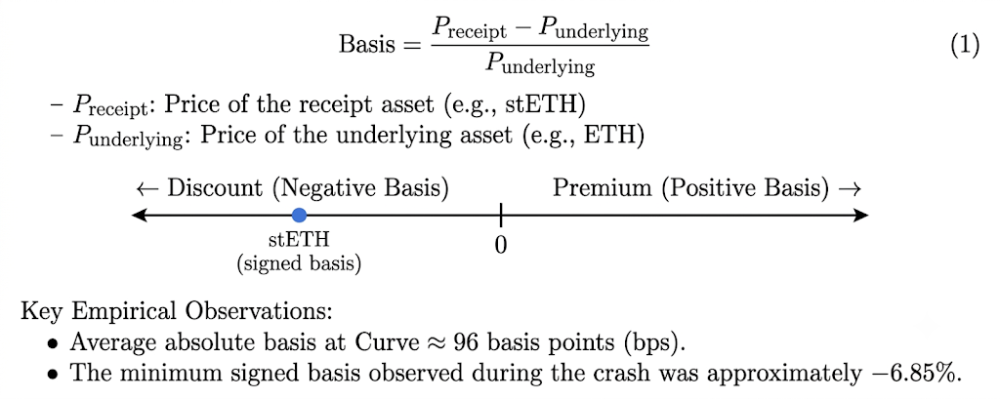 Basis = (P_receipt − P_underlying) / P_underlying (1)
– P_receipt: Price of the receipt asset (e.g., stETH)
– P_underlying: Price of the underlying asset (e.g., ETH)
← Discount (Negative Basis) Premium (Positive Basis) →
stETH
(signed basis)
0
Key Empirical Observations:
• Average absolute basis at Curve ≈ 96 basis points (bps).
• The minimum signed basis observed during the crash was approximately −6.85%.